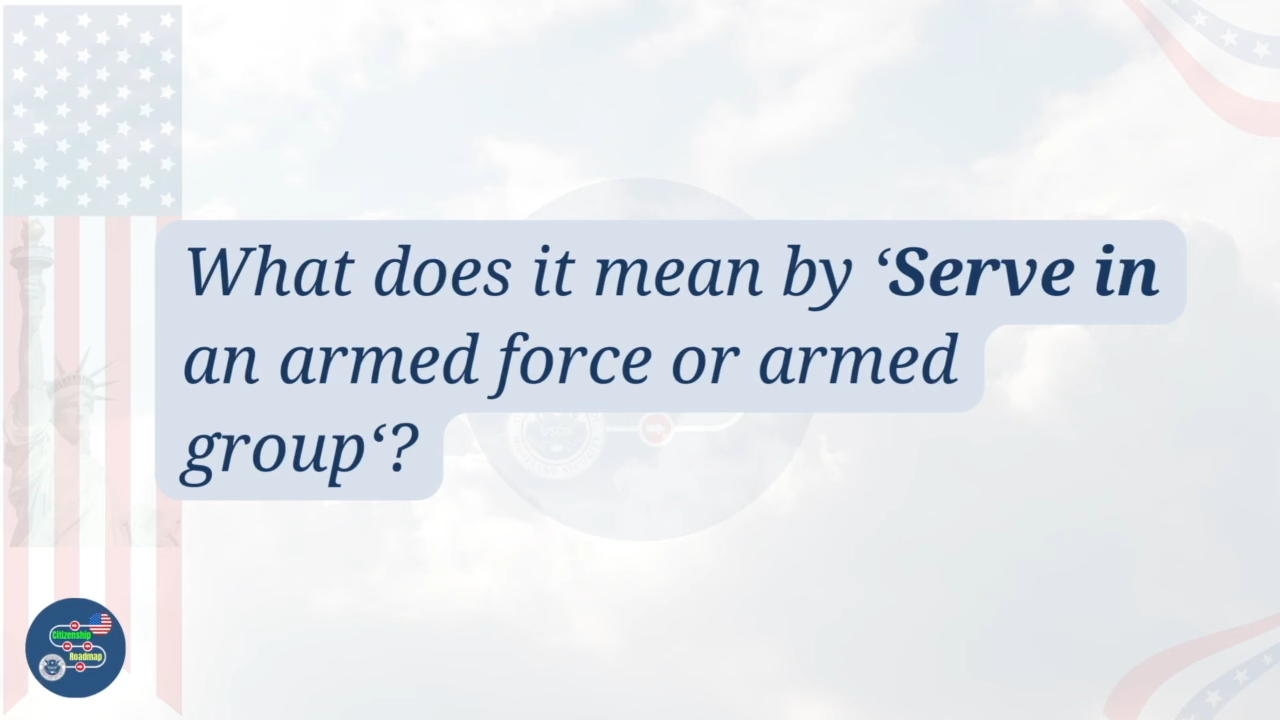 What does it mean by ‘Serve in
an armed force or armed
group‘?
Citizenship
Roadmap